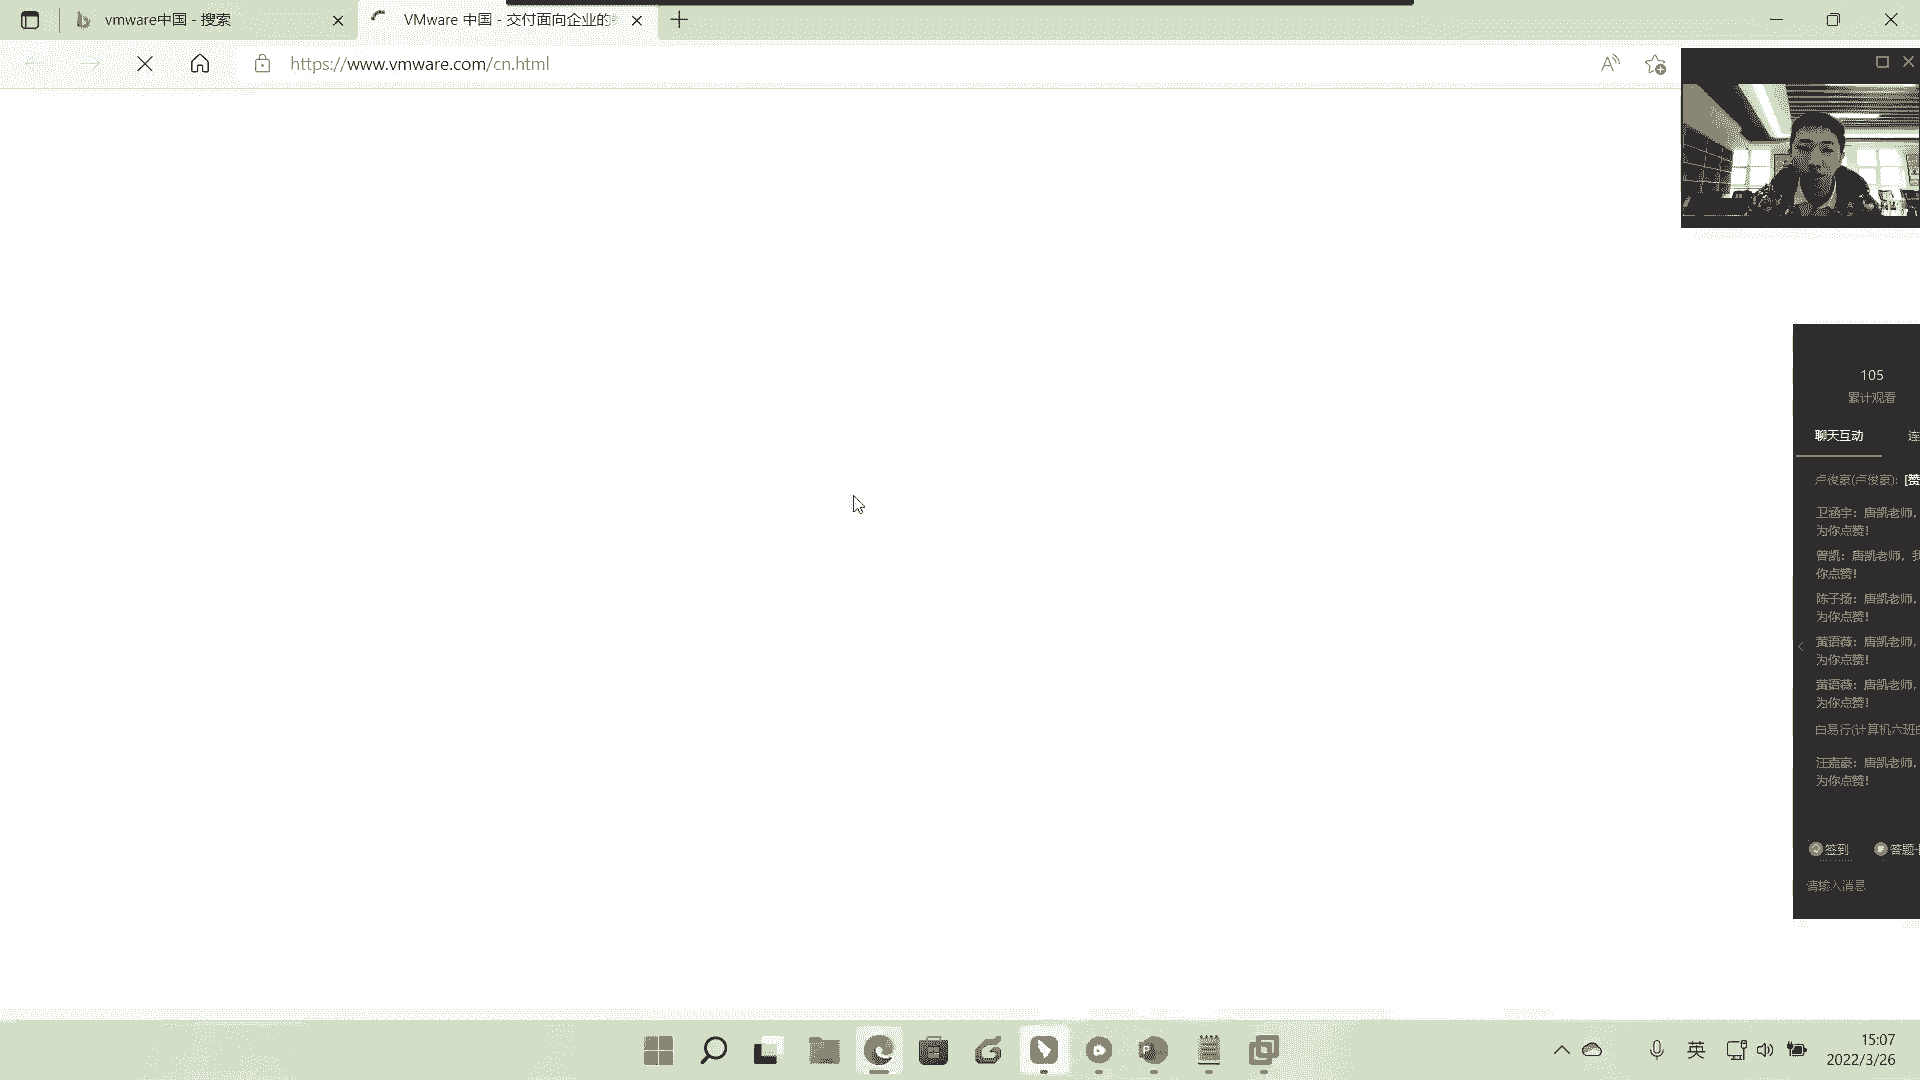 vmware中国 - 搜索
VMware 中国 - 交付面向企业的
https://www.vmware.com/cn.html
105
累计观看
聊天互动
连
卢俊豪(卢俊豪): [赞
卫涵宇: 唐凯老师,
为你点赞!
曾凯: 唐凯老师, 我
你点赞!
陈子扬: 唐凯老师,
为你点赞!
黄语薇: 唐凯老师,
为你点赞!
黄语薇: 唐凯老师,
为你点赞!
白易行(计算机六班白
汪嘉豪: 唐凯老师,
为你点赞!
签到
答题卡
请输入消息
英
15:07
2022/3/26